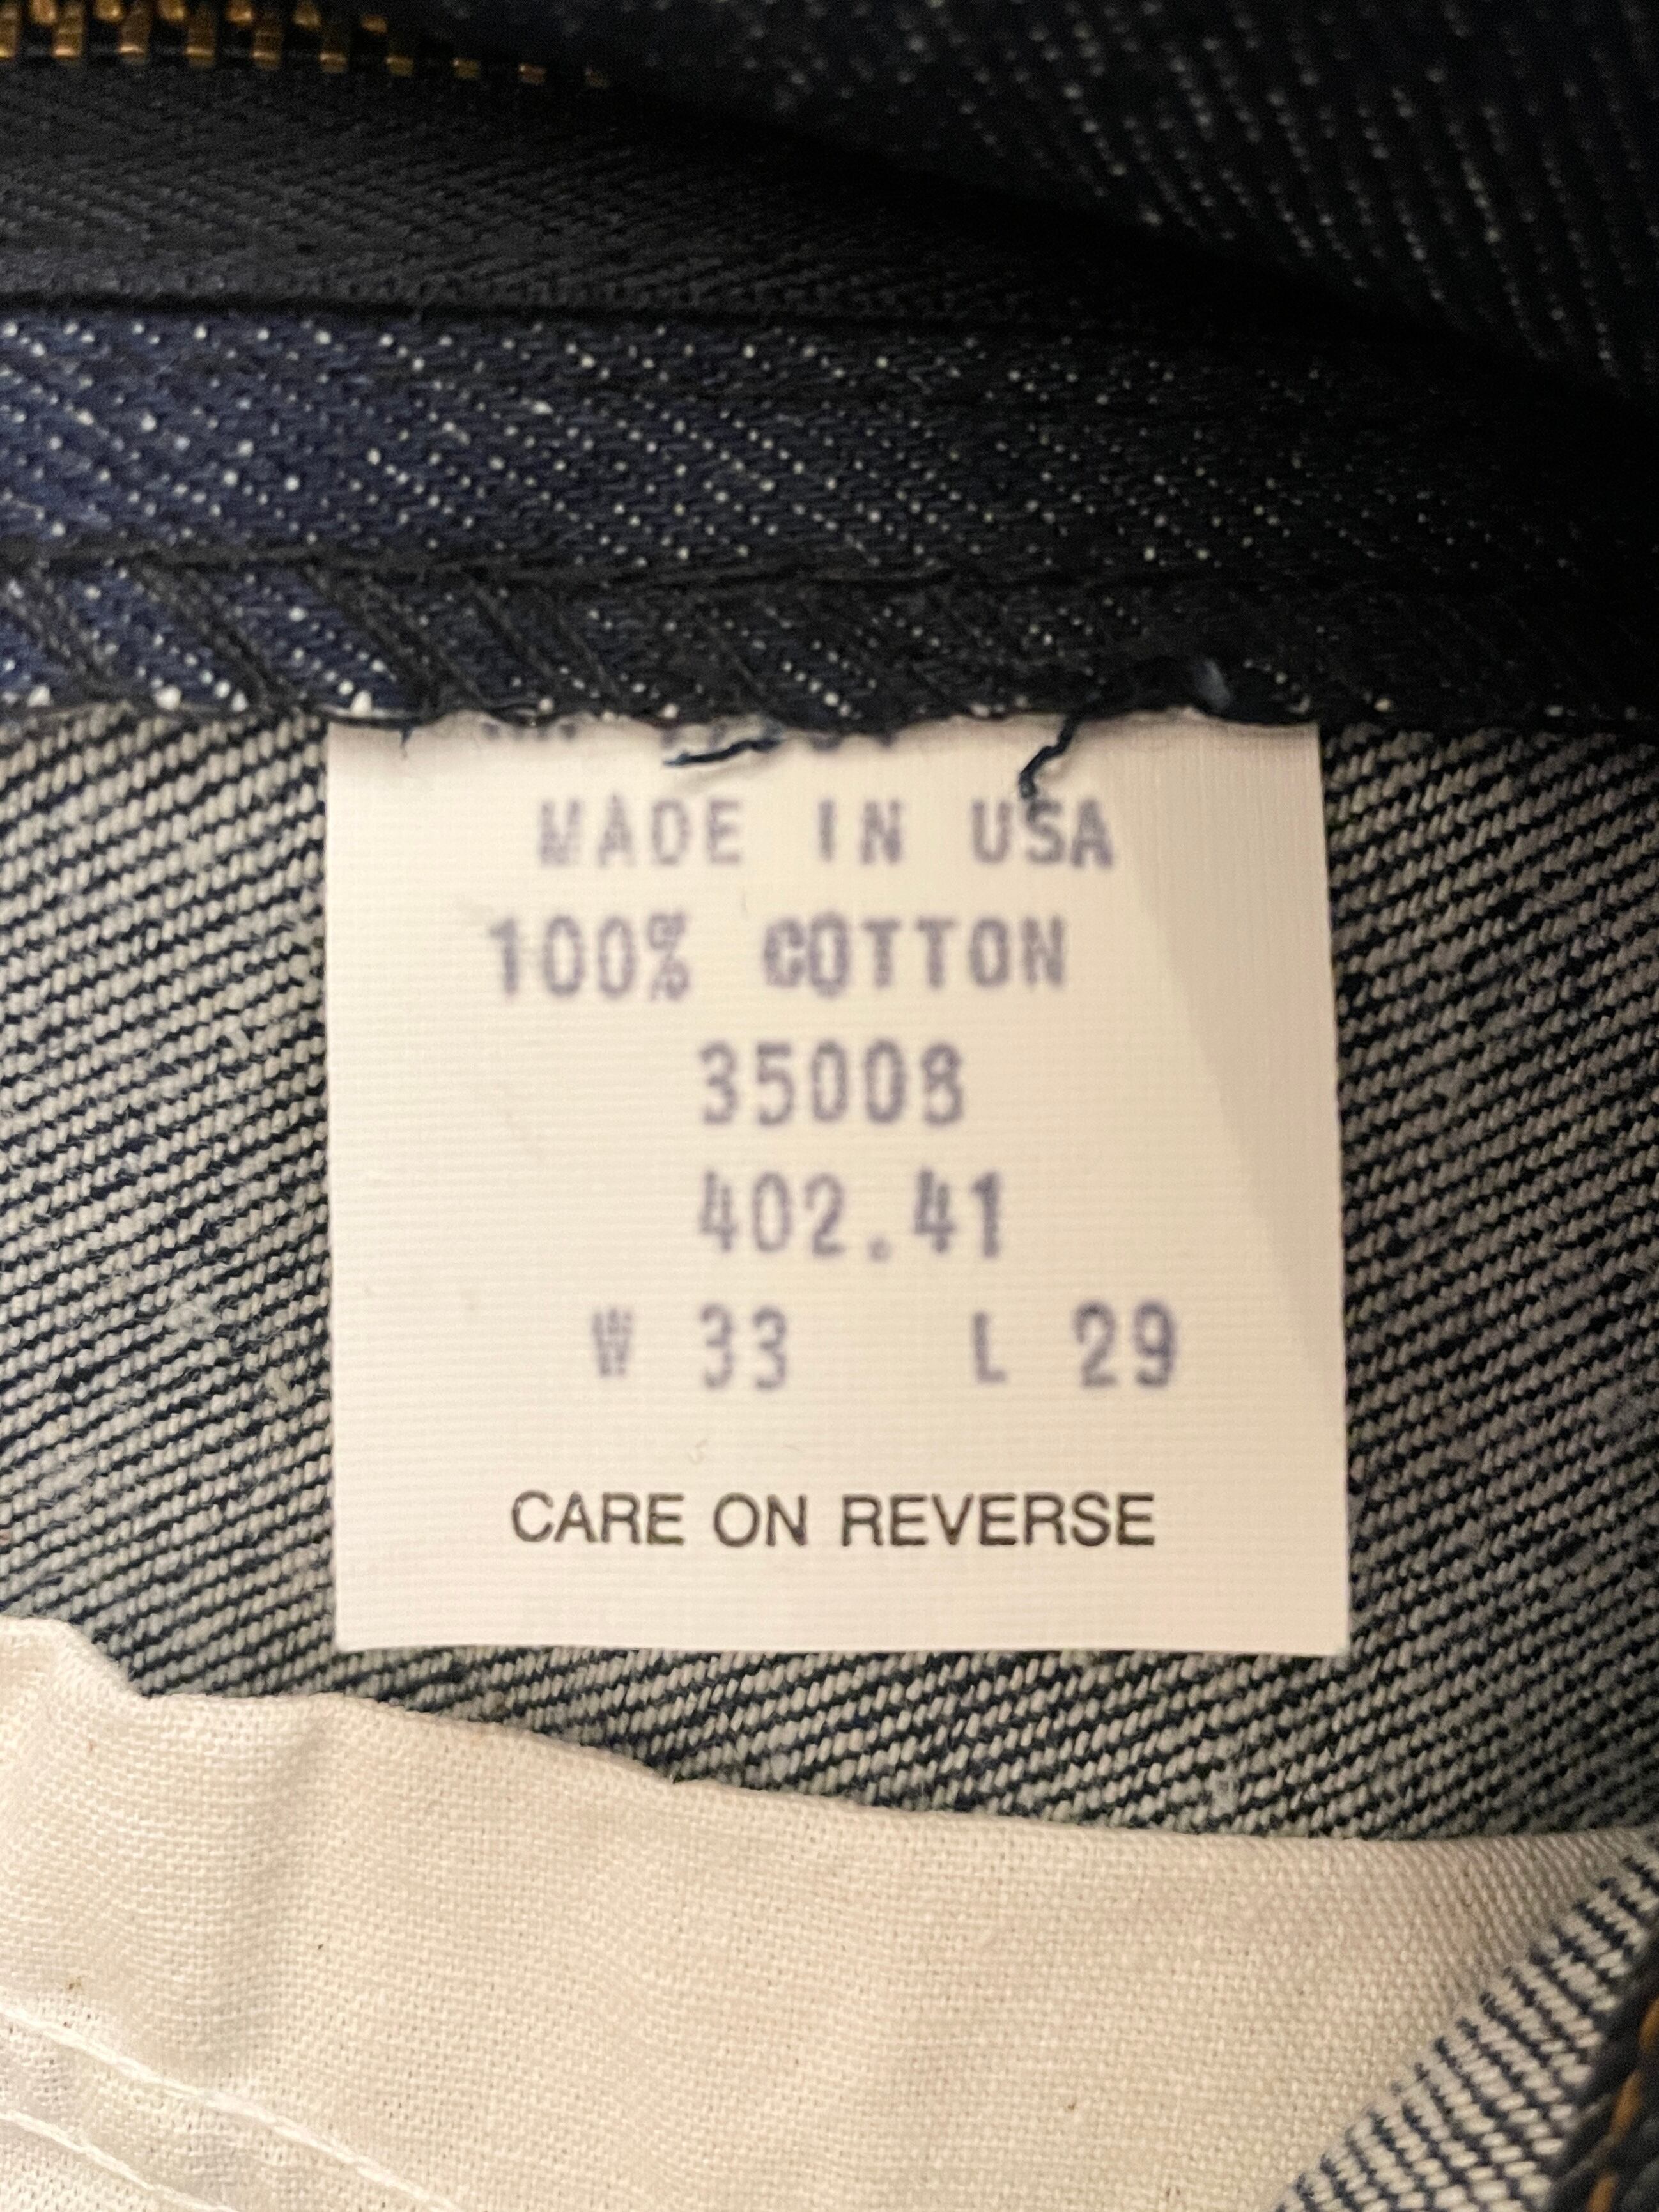 MADE IN USA
100% COTTON
35008
402.41
W 33 L 29
CARE ON REVERSE